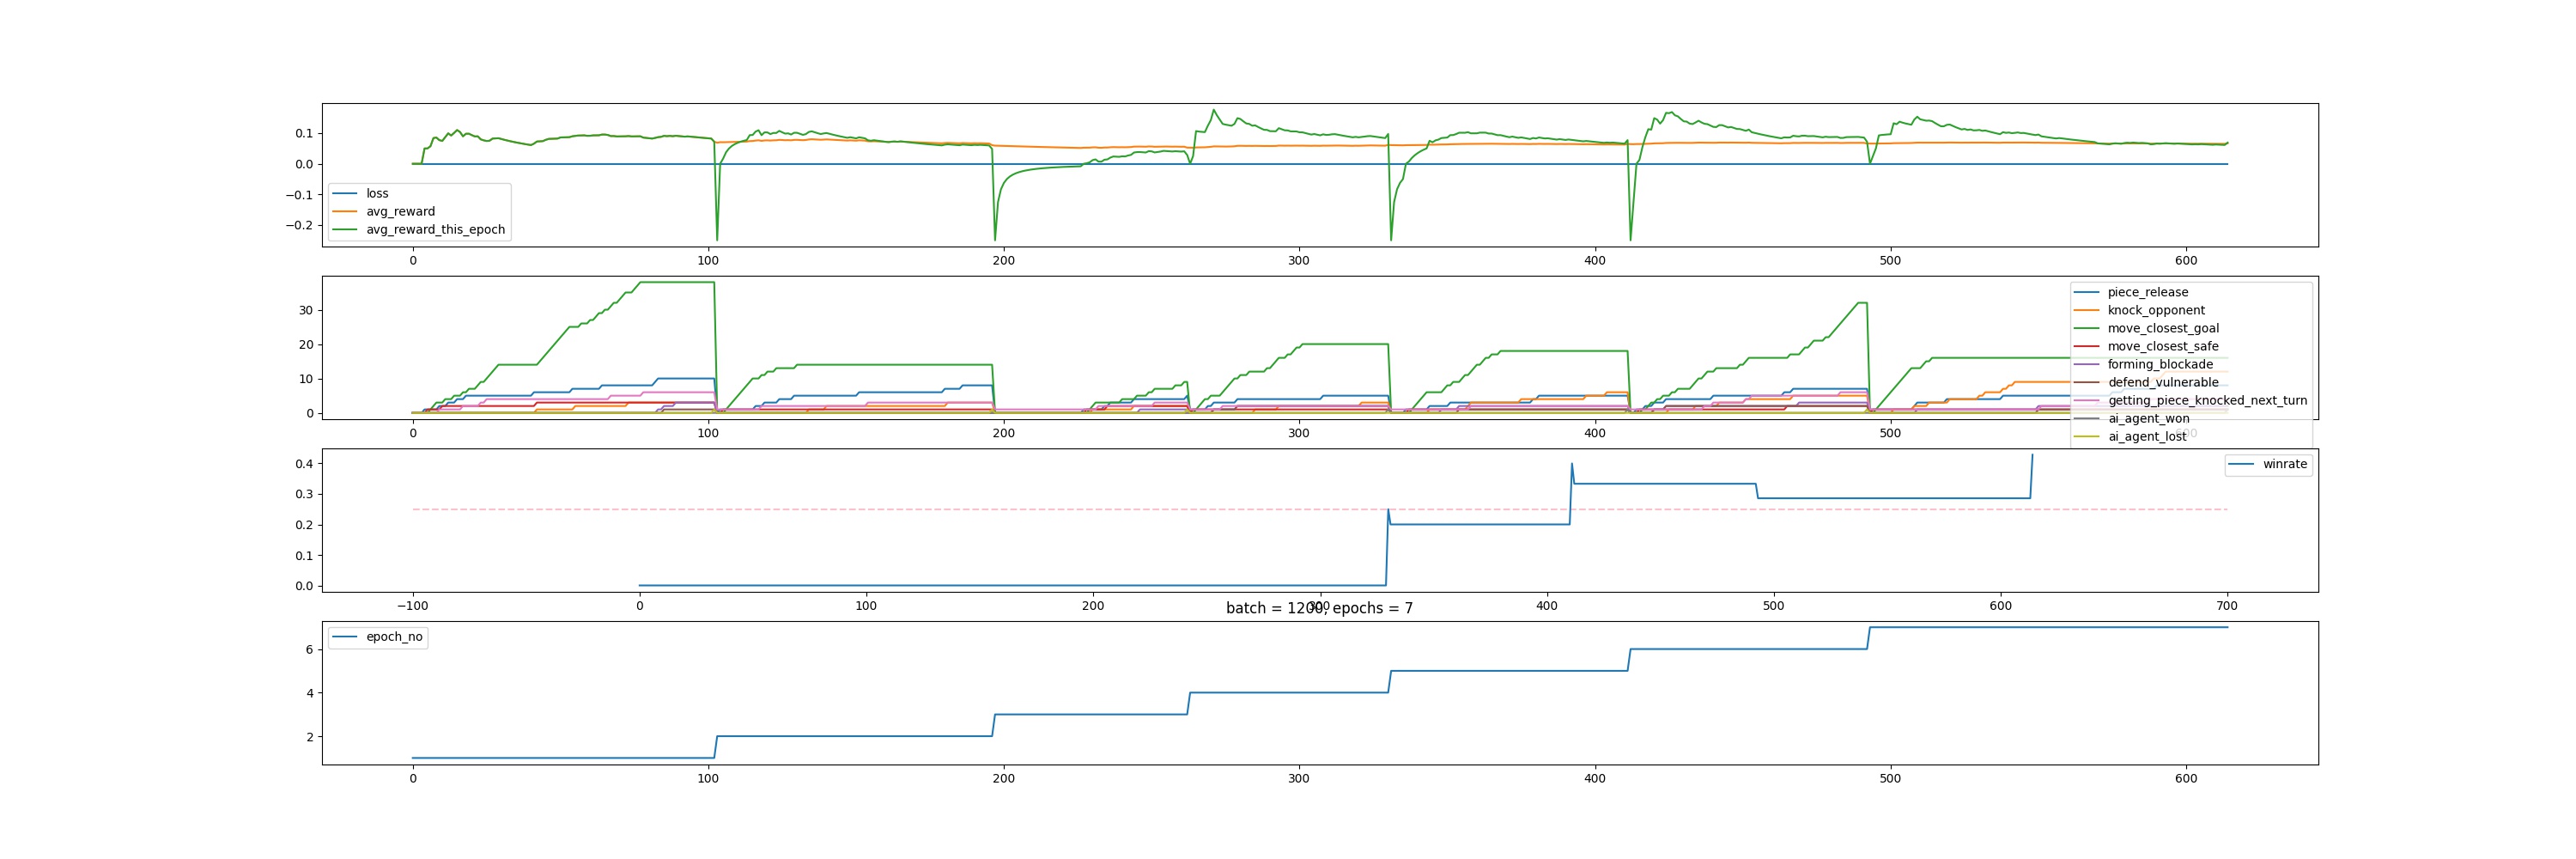 0.1
0.0
−0.1
−0.2
loss
avg_reward
avg_reward_this_epoch
0 100 200 300 400 500 600
30
20
10
0
piece_release
knock_opponent
move_closest_goal
move_closest_safe
forming_blockade
defend_vulnerable
getting_piece_knocked_next_turn
ai_agent_won
ai_agent_lost
0 100 200 300 400 500 600
0.4
0.3
0.2
0.1
0.0
winrate
−100 0 100 200 300 400 500 600 700
batch = 1200, epochs = 7
epoch_no
6
4
2
0 100 200 300 400 500 600